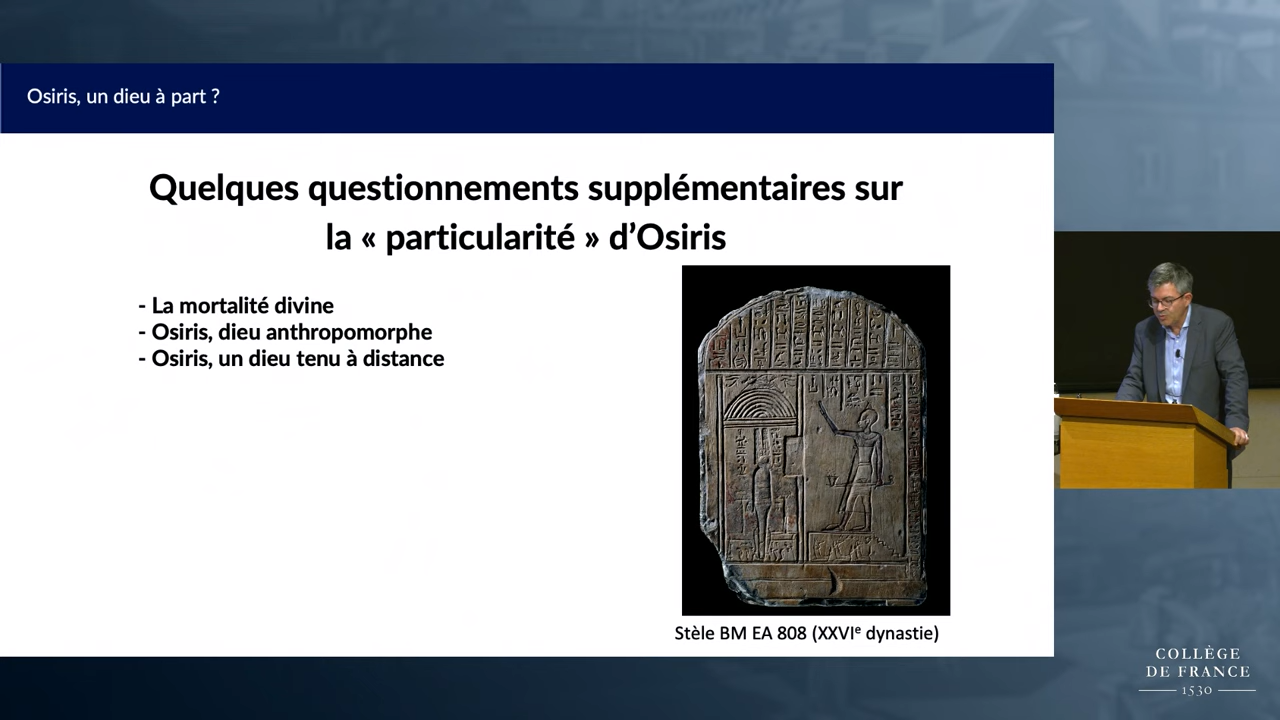 Osiris, un dieu à part ?
Quelques questionnements supplémentaires sur
la « particularité » d’Osiris
- La mortalité divine
- Osiris, dieu anthropomorphe
- Osiris, un dieu tenu à distance
Stèle BM EA 808 (XXVIᵉ dynastie)
COLLÈGE
DE FRANCE
1530